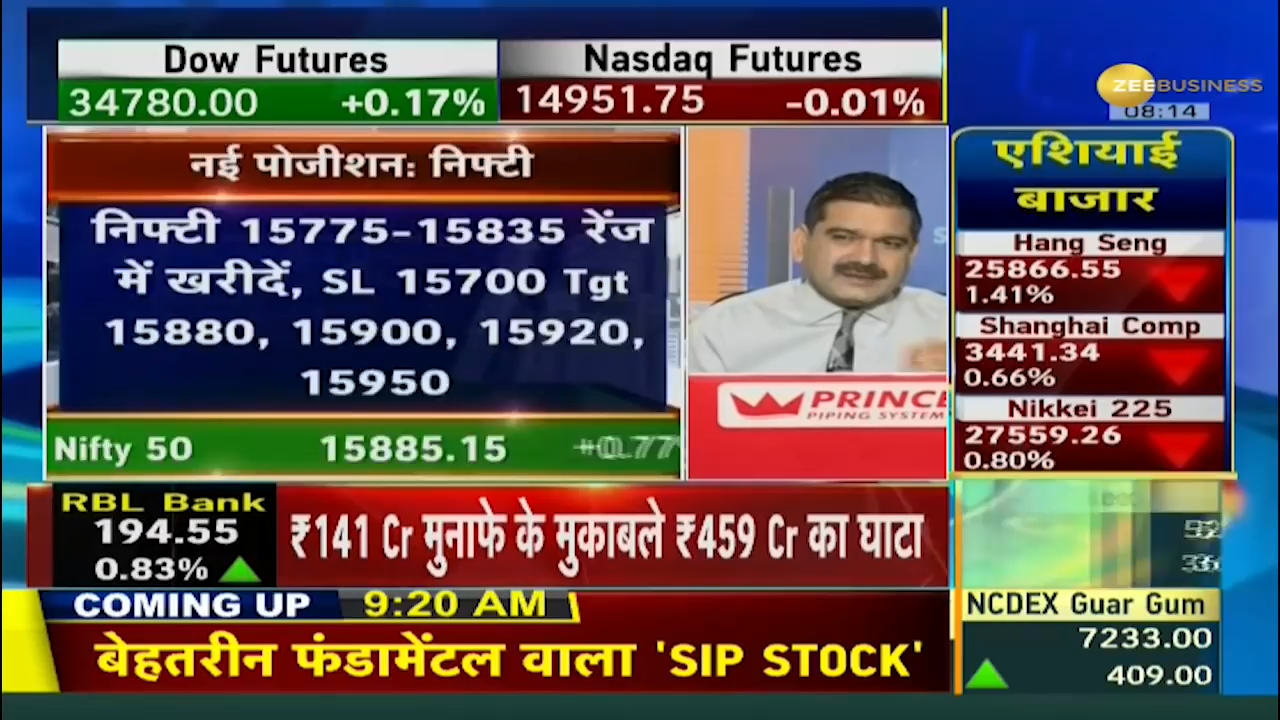 Dow Futures
34780.00 +0.17%
Nasdaq Futures
14951.75 -0.01%
ZEEBUSINESS
08:14
नई पोजीशन: निफ्टी
निफ्टी 15775-15835 रेंज
में खरीदें, SL 15700 Tgt
15880, 15900, 15920,
15950
Nifty 50 15885.15 +0.77%
PRINCE
PIPING SYSTEM
एशियाई
बाजार
Hang Seng
25866.55
1.41%
Shanghai Comp
3441.34
0.66%
Nikkei 225
27559.26
0.80%
RBL Bank
194.55
0.83%
₹141 Cr मुनाफे के मुकाबले ₹459 Cr का घाटा
COMING UP 9:20 AM
बेहतरीन फंडामेंटल वाला 'SIP STOCK'
NCDEX Guar Gum
7233.00
409.00